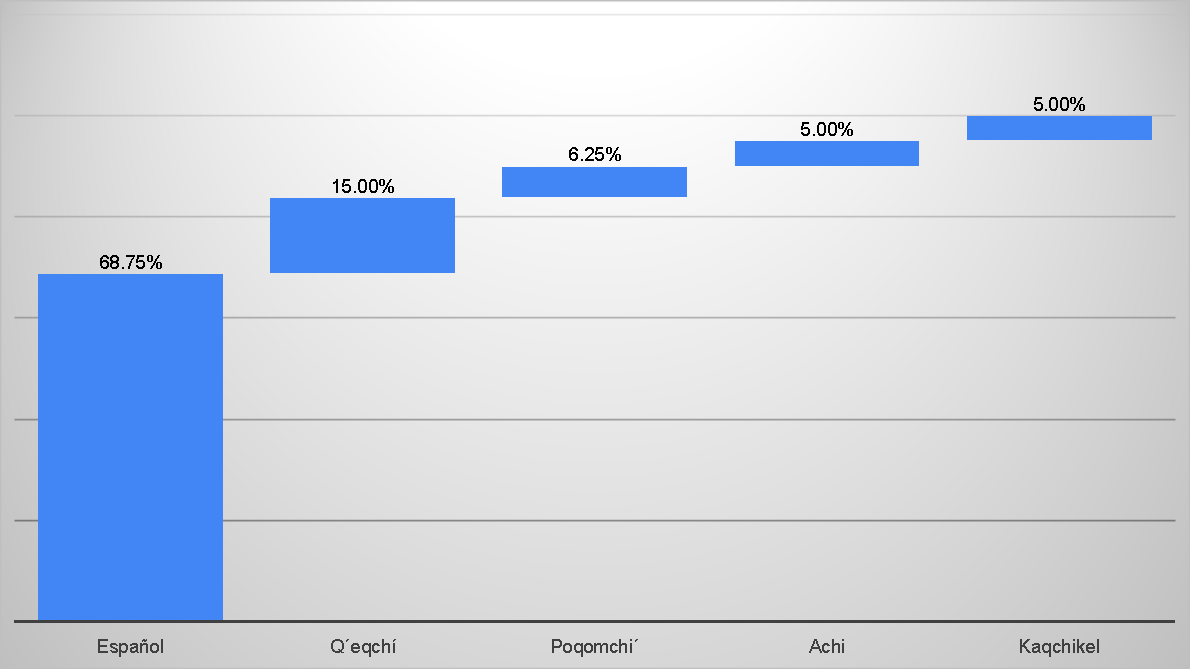 5.00%
5.00%
6.25%
15.00%
68.75%
Español
Q´eqchí
Poqomchi´
Achi
Kaqchikel